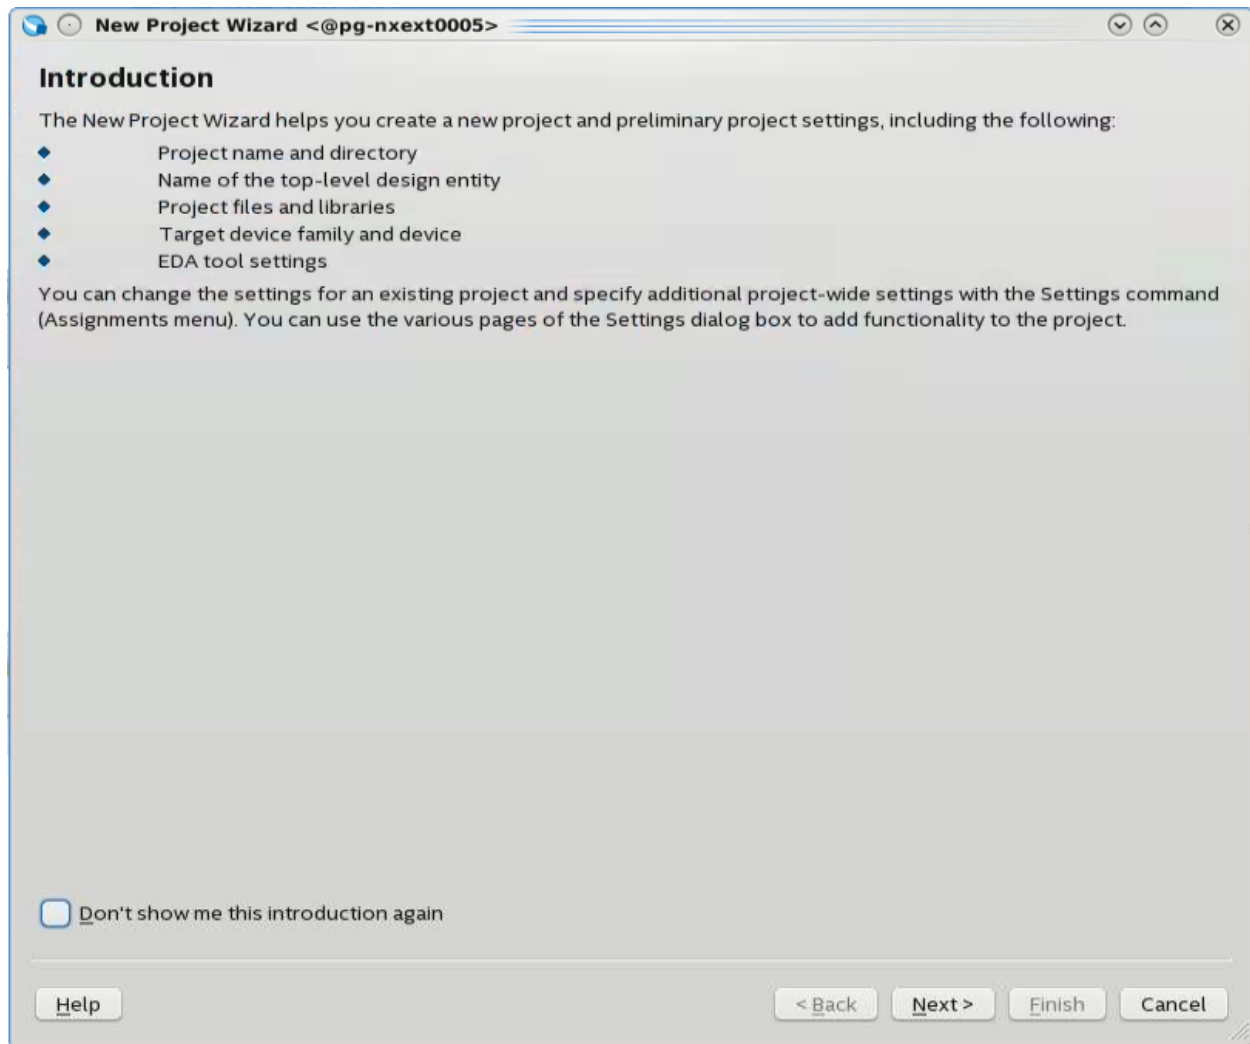 New Project Wizard <@pg-nxext0005>
Introduction
The New Project Wizard helps you create a new project and preliminary project settings, including the following:
Project name and directory
Name of the top-level design entity
Project files and libraries
Target device family and device
EDA tool settings
You can change the settings for an existing project and specify additional project-wide settings with the Settings command
(Assignments menu). You can use the various pages of the Settings dialog box to add functionality to the project.
Don't show me this introduction again
Help
< Back
Next >
Finish
Cancel